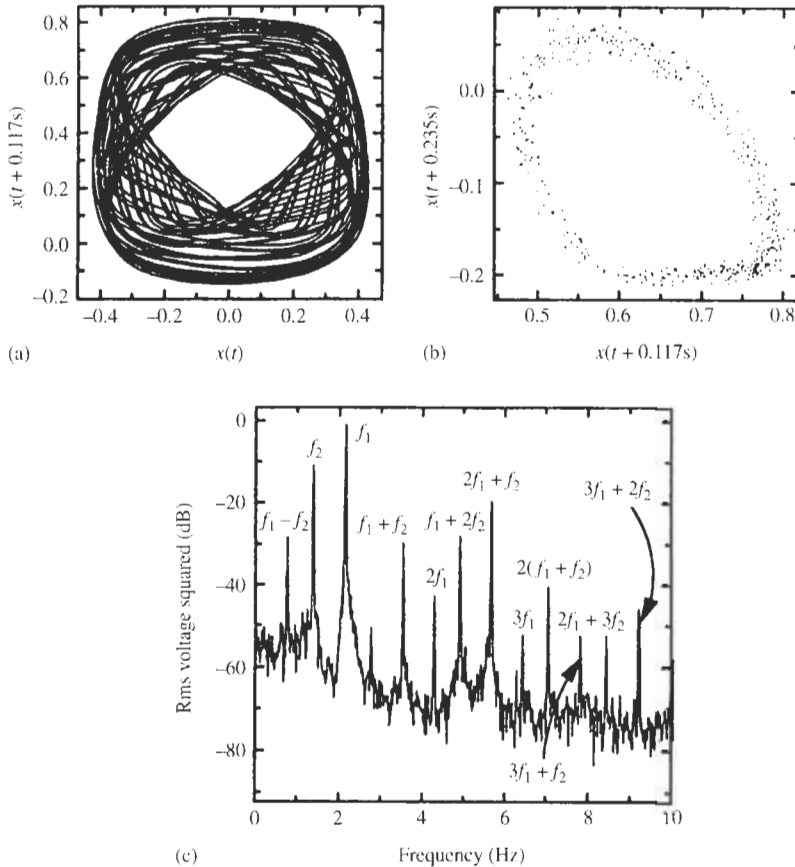 0.8
0.6
0.4
0.2
0.0
−0.2
x(t + 0.117s)
−0.4
−0.2
0.0
0.2
0.4
(a)
x(t)
0.0
−0.1
−0.2
x(t + 0.235s)
0.5
0.6
0.7
0.8
(b)
x(t + 0.117s)
0
−20
−40
−60
−80
Rms voltage squared (dB)
f₁
f₂
2f₁ + f₂
3f₁ + 2f₂
f₁ − f₂
f₁ + f₂
f₁ + 2f₂
2f₁
2(f₁ + f₂)
3f₁
2f₁ + 3f₂
3f₁ + f₂
0
2
4
6
8
10
(c)
Frequency (Hz)